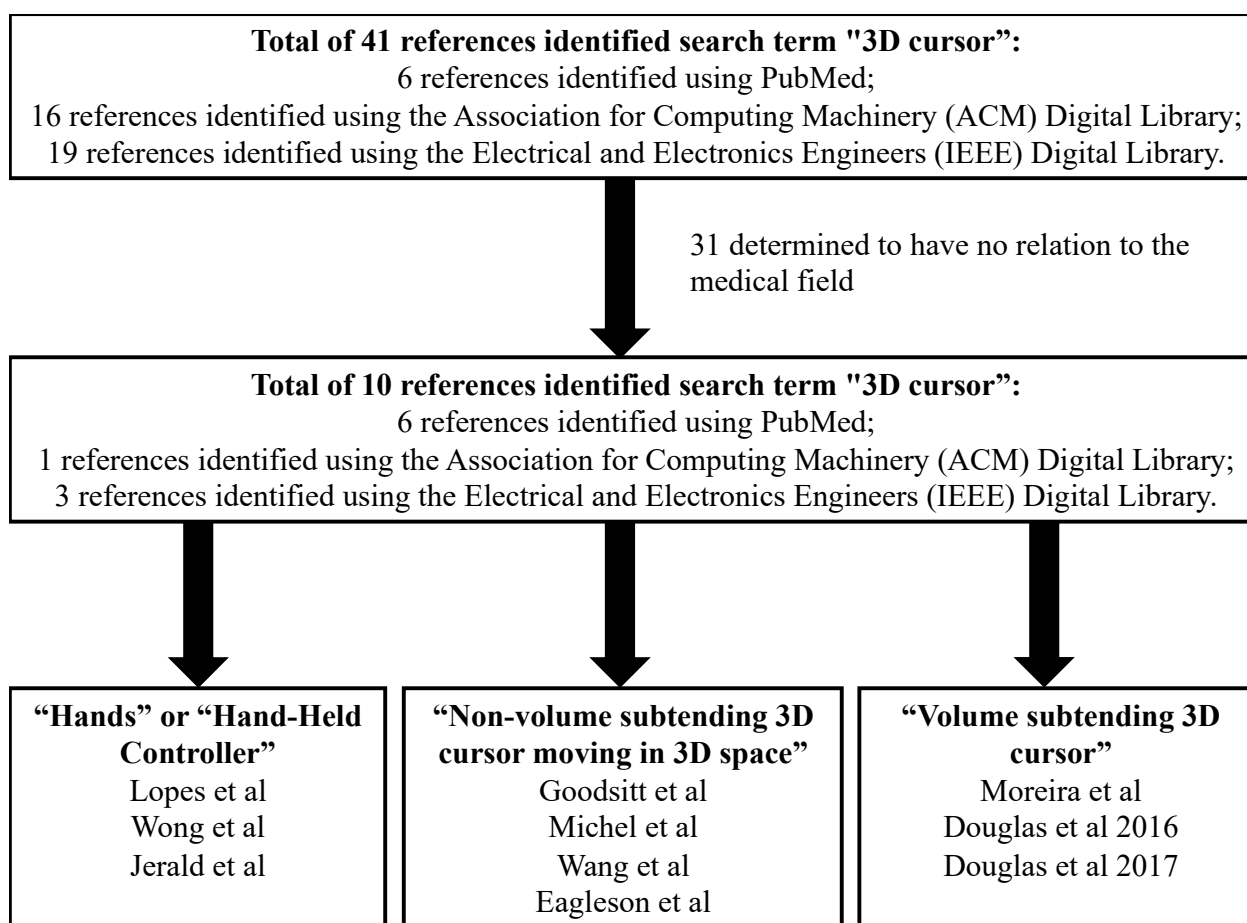 Total of 41 references identified search term "3D cursor”:
6 references identified using PubMed;
16 references identified using the Association for Computing Machinery (ACM) Digital Library;
19 references identified using the Electrical and Electronics Engineers (IEEE) Digital Library.
31 determined to have no relation to the
medical field
Total of 10 references identified search term "3D cursor”:
6 references identified using PubMed;
1 references identified using the Association for Computing Machinery (ACM) Digital Library;
3 references identified using the Electrical and Electronics Engineers (IEEE) Digital Library.
“Hands” or “Hand-Held
Controller”
Lopes et al
Wong et al
Jerald et al
“Non-volume subtending 3D
cursor moving in 3D space”
Goodsitt et al
Michel et al
Wang et al
Eagleson et al
“Volume subtending 3D
cursor”
Moreira et al
Douglas et al 2016
Douglas et al 2017